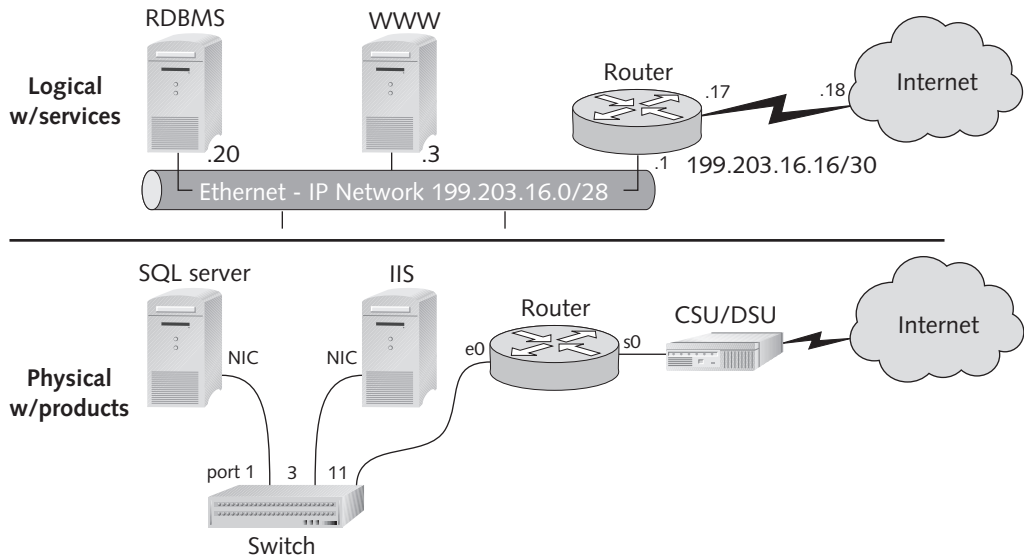 RDBMS
WWW
Logical
w/services
Router
.17
.18
Internet
.20
.3
.1
199.203.16.16/30
Ethernet - IP Network 199.203.16.0/28
SQL server
IIS
Router
CSU/DSU
Internet
NIC
NIC
e0
s0
Physical
w/products
port 1
3
11
Switch